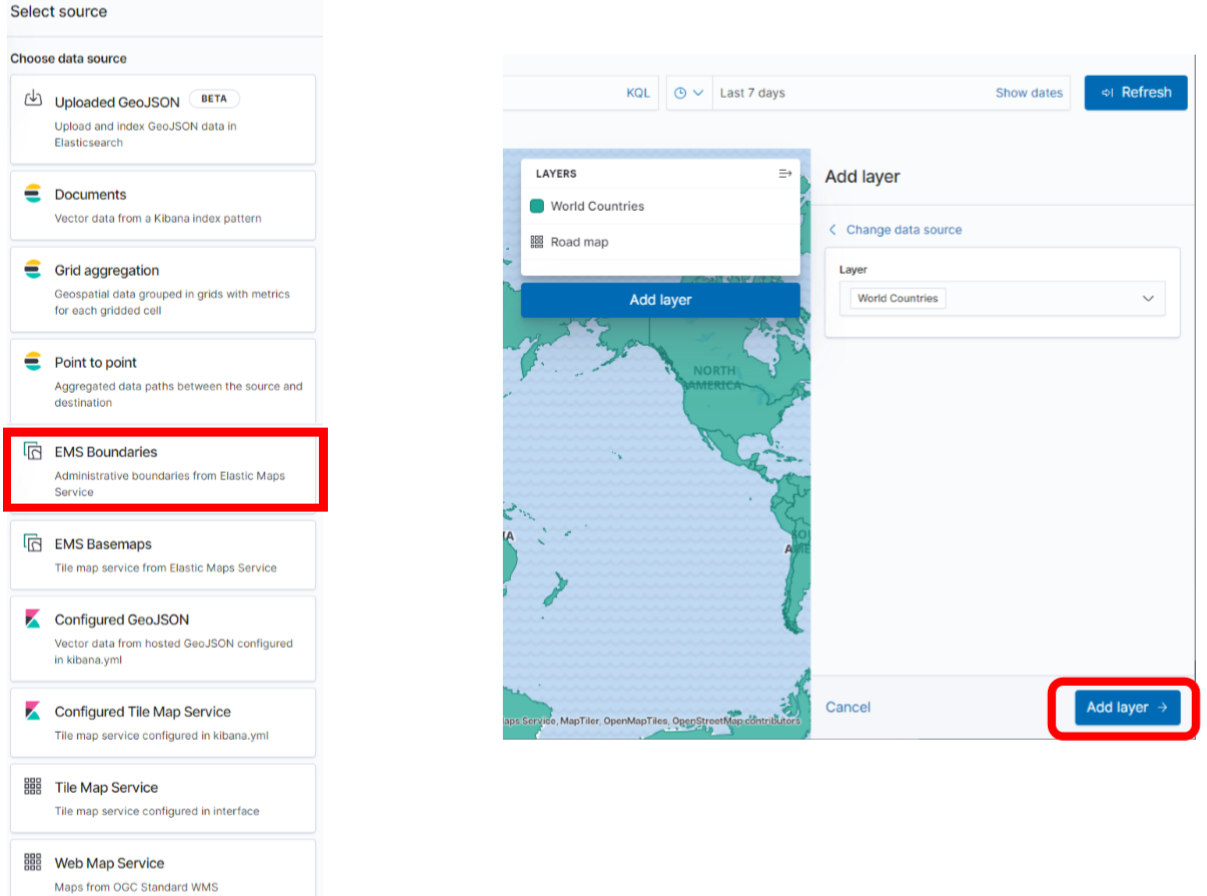 Select source
Choose data source
Uploaded GeoJSON BETA
Upload and index GeoJSON data in
Elasticsearch
Documents
Vector data from a Kibana index pattern
Grid aggregation
Geospatial data grouped in grids with metrics
for each gridded cell
Point to point
Aggregated data paths between the source and
destination
EMS Boundaries
Administrative boundaries from Elastic Maps
Service
EMS Basemaps
Tile map service from Elastic Maps Service
Configured GeoJSON
Vector data from hosted GeoJSON configured
in kibana.yml
Configured Tile Map Service
Tile map service configured in kibana.yml
Tile Map Service
Tile map service configured in interface
Web Map Service
Maps from OGC Standard WMS
KQL Last 7 days Show dates Refresh
LAYERS
World Countries
Road map
Add layer
NORTH
AMERICA
Add layer
Change data source
Layer
World Countries
Cancel
Add layer
aps Service, MapTiler, OpenMapTiles, OpenStreetMap contributors